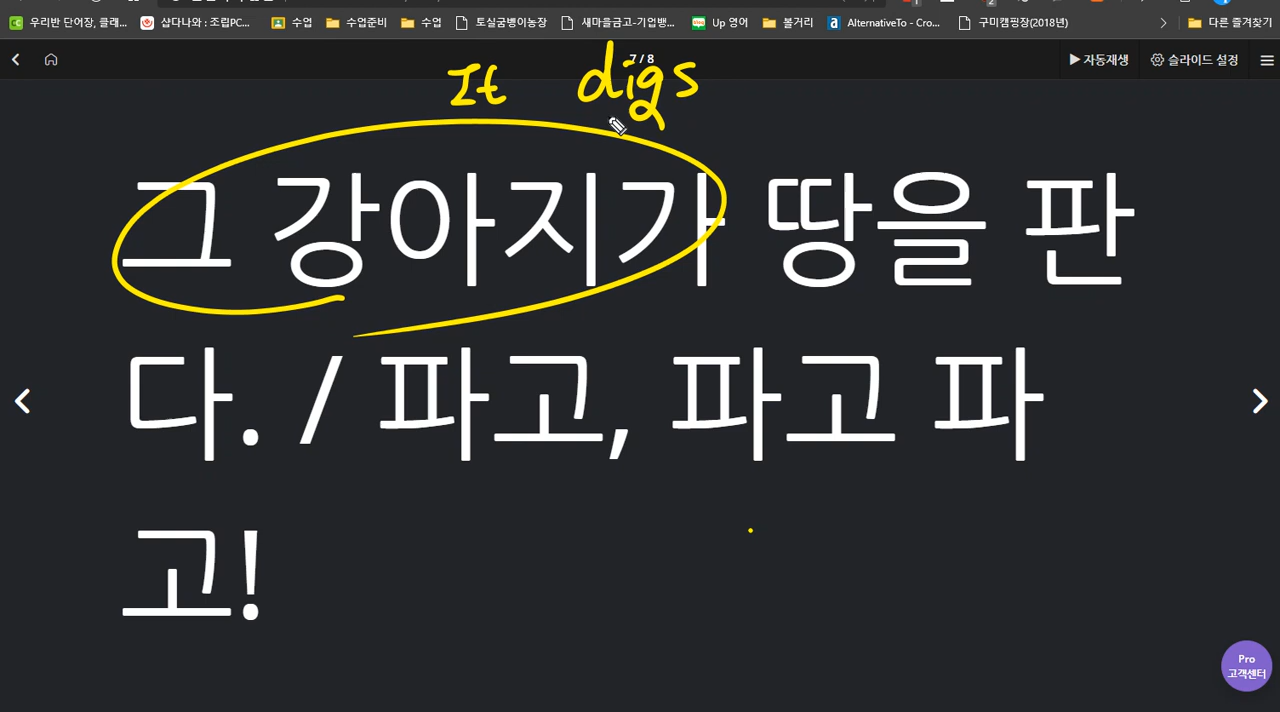 우리반 단어장, 클래... 샵다나와 : 조립PC... 수업 수업준비 수업 토실굼벵이농장 새마을금고-기업뱅... Up 영어 볼거리 AlternativeTo - Cro... 구미캠핑장(2018년) 다른 즐겨찾기
7 / 8 ▶ 자동재생 슬라이드 설정
It digs
그 강아지가 땅을 판
다. / 파고, 파고 파
고!
Pro
고객센터